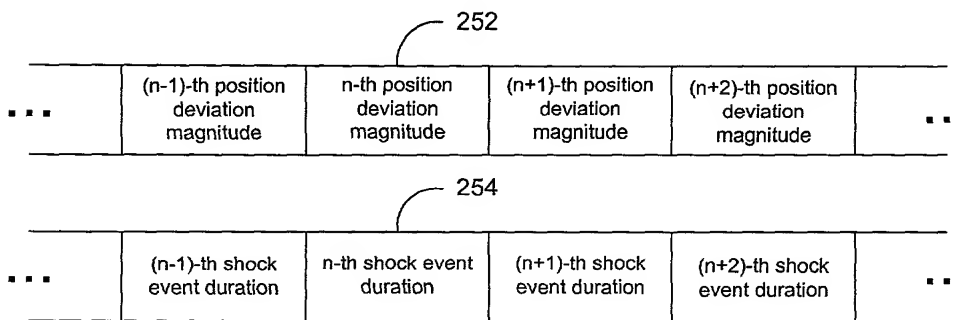 252
(n-1)-th position deviation magnitude
n-th position deviation magnitude
(n+1)-th position deviation magnitude
(n+2)-th position deviation magnitude
254
(n-1)-th shock event duration
n-th shock event duration
(n+1)-th shock event duration
(n+2)-th shock event duration